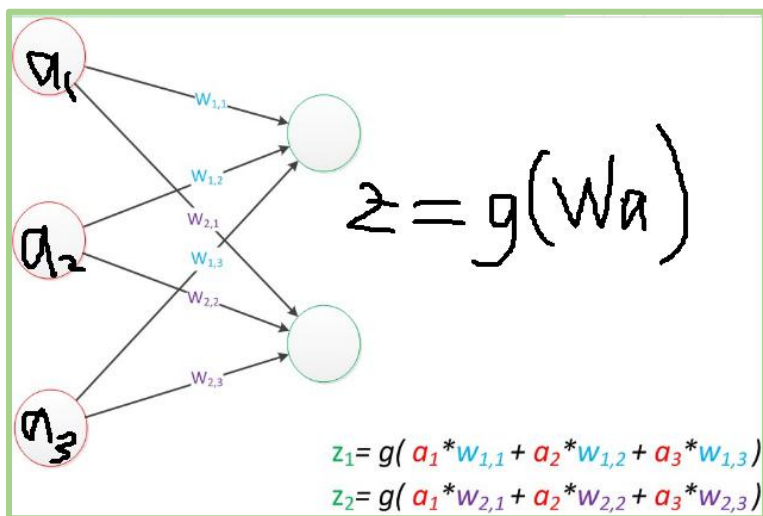 a₁
w₁,₁
w₁,₂
a₂
w₂,₁
z = g(Wa)
w₁,₃
w₂,₂
w₂,₃
a₃
z₁= g( a₁*w₁,₁ + a₂*w₁,₂ + a₃*w₁,₃)
z₂= g( a₁*w₂,₁ + a₂*w₂,₂ + a₃*w₂,₃)